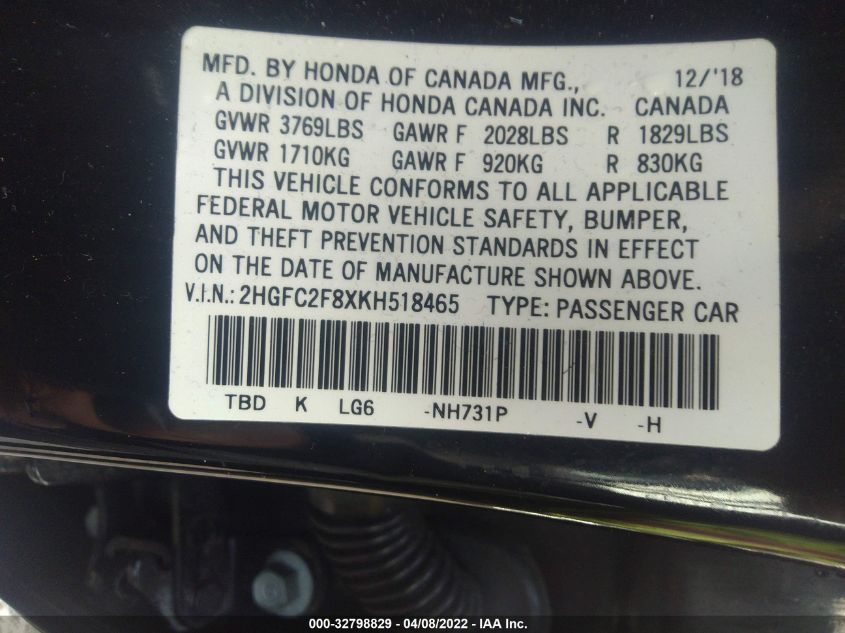 MFD. BY HONDA OF CANADA MFG., 12/'18
A DIVISION OF HONDA CANADA INC. CANADA
GVWR 3769LBS GAWR F 2028LBS R 1829LBS
GVWR 1710KG GAWR F 920KG R 830KG
THIS VEHICLE CONFORMS TO ALL APPLICABLE
FEDERAL MOTOR VEHICLE SAFETY, BUMPER,
AND THEFT PREVENTION STANDARDS IN EFFECT
ON THE DATE OF MANUFACTURE SHOWN ABOVE.
V.I.N.: 2HGFC2F8XKH518465 TYPE: PASSENGER CAR
TBD K LG6 -NH731P -V -H
000-32798829 - 04/08/2022 - IAA Inc.